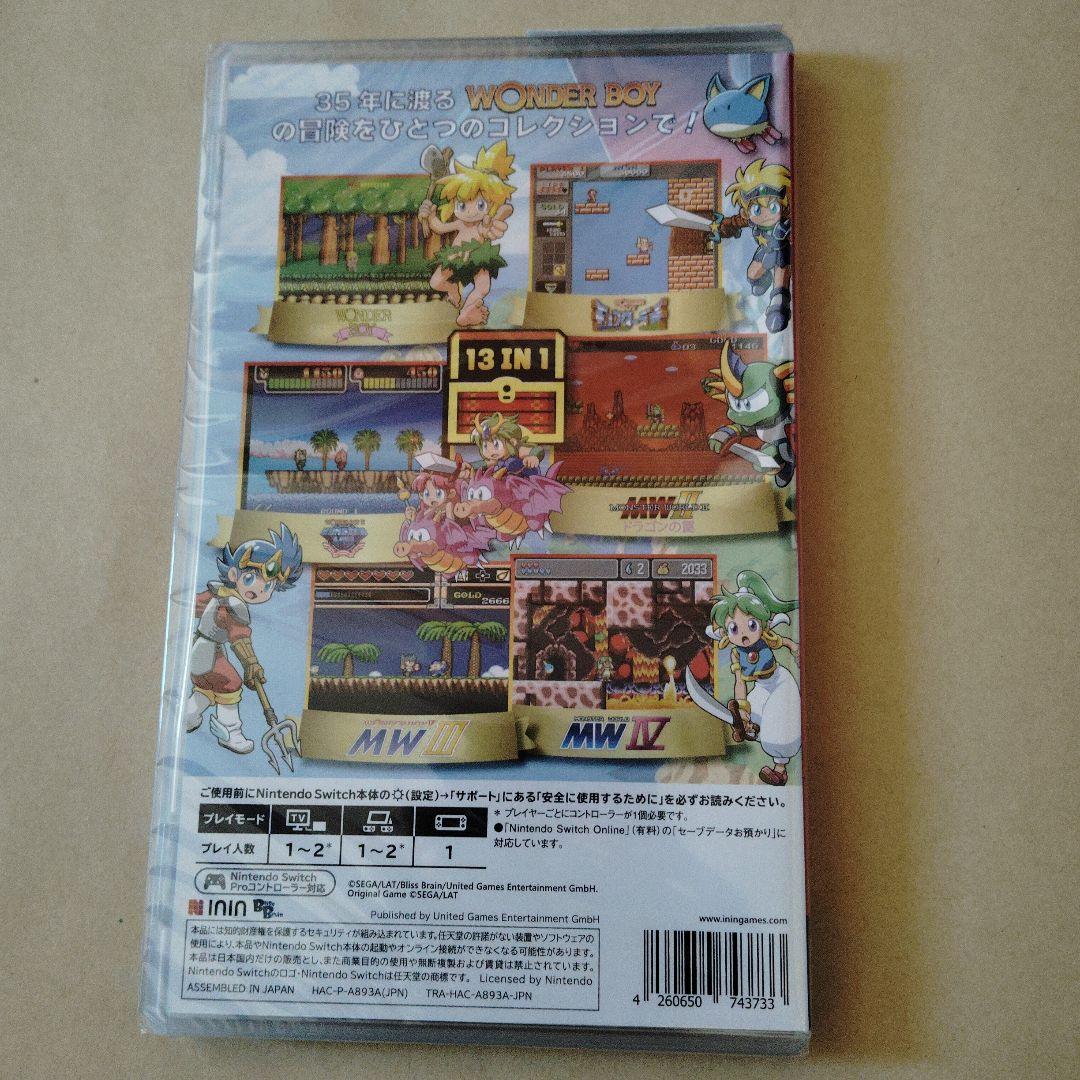 35年に渡る WONDER BOY
の冒険をひとつのコレクションで!
GOLD
WONDER BOY
13 IN 1
1150
450
1146
ROUND 1
MW II
MONSTER WORLD II
ドラゴンの罠
GOLD
2666
2
2033
MW III
MONSTER WORLD
MW IV
ご使用前にNintendo Switch本体の(設定)→「サポート」にある「安全に使用するために」を必ずお読みください。
プレイモード
TV
プレイ人数
1~2*
1~2*
1
* プレイヤーごとにコントローラーが1個必要です。
●「Nintendo Switch Online」(有料)の「セーブデータお預かり」に
対応しています。
Nintendo Switch
Proコントローラー対応
©SEGA/LAT/Bliss Brain/United Games Entertainment GmbH.
Original Game ©SEGA/LAT
ININ
Bliss Brain
Published by United Games Entertainment GmbH
www.iningames.com
本品には知的財産権を保護するセキュリティが組み込まれています。任天堂の許諾がない装置やソフトウェアの
使用により、本品やNintendo Switch本体の起動やオンライン接続ができなくなる可能性があります。
本品は日本国内だけの販売とし、また商業目的の使用や無断複製および賃貸は禁止されています。
Nintendo Switchのロゴ・Nintendo Switchは任天堂の商標です。 Licensed by Nintendo
ASSEMBLED IN JAPAN HAC-P-A893A(JPN) TRA-HAC-A893A-JPN
4 260650 743733